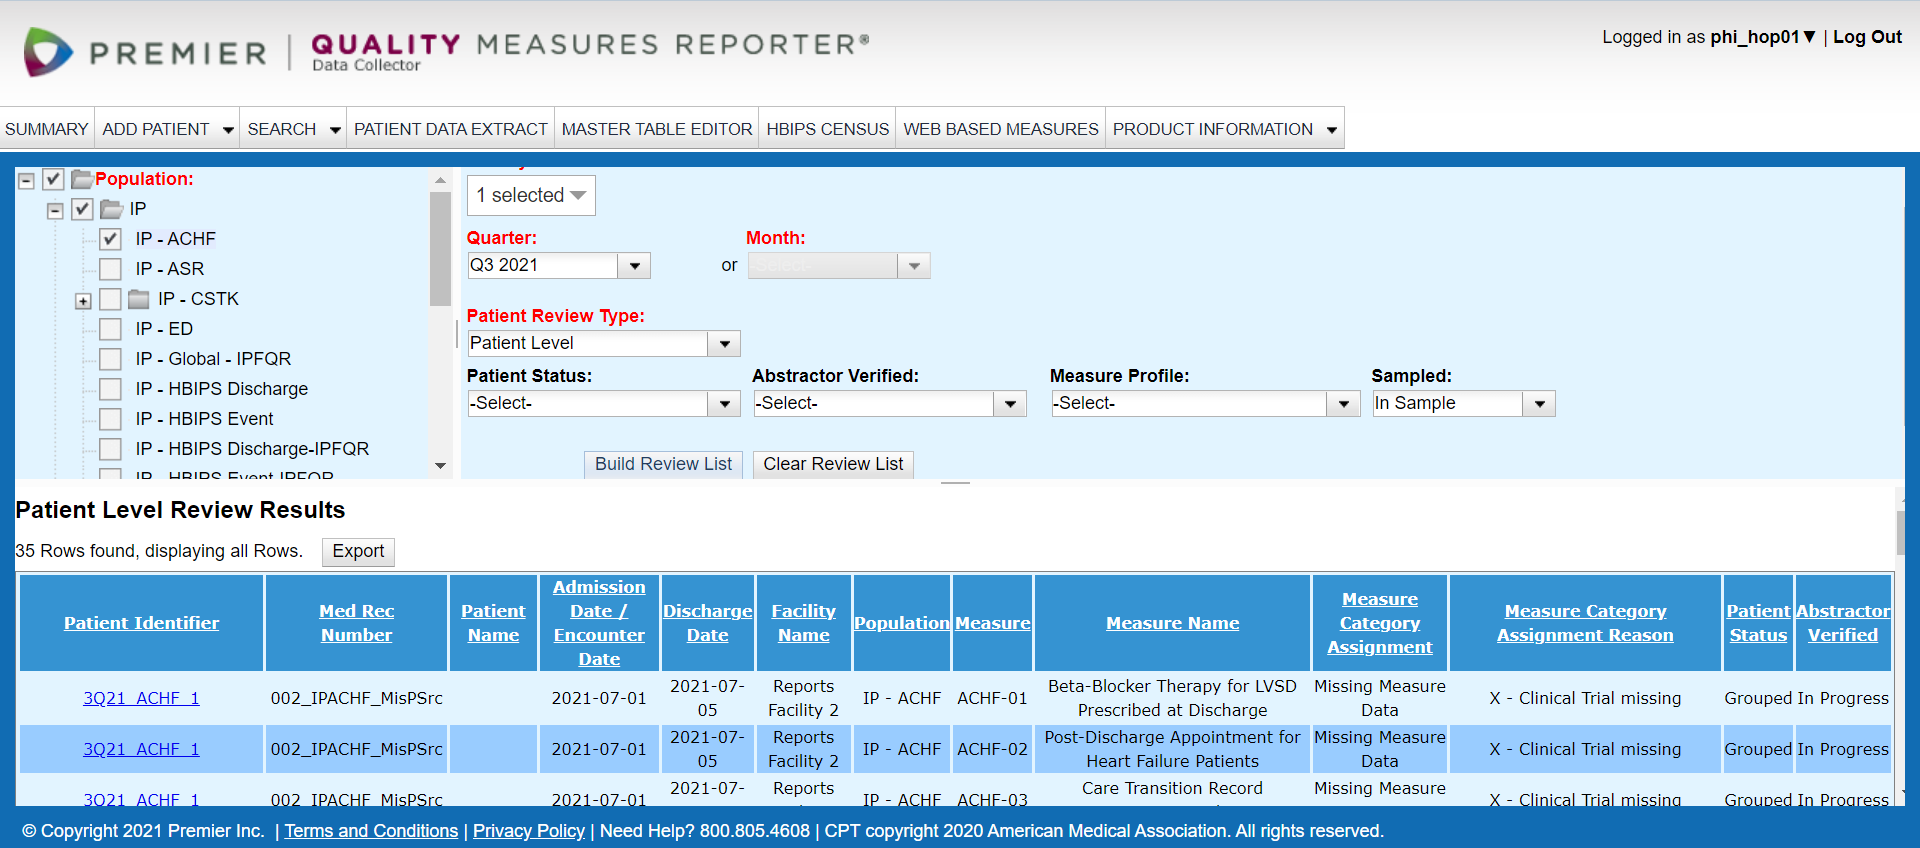 PREMIER | QUALITY MEASURES REPORTER®
Data Collector
Logged in as phi_hop01▼ | Log Out
SUMMARY ADD PATIENT SEARCH PATIENT DATA EXTRACT MASTER TABLE EDITOR HBIPS CENSUS WEB BASED MEASURES PRODUCT INFORMATION
Population:
IP
IP - ACHF
IP - ASR
IP - CSTK
IP - ED
IP - Global - IPFQR
IP - HBIPS Discharge
IP - HBIPS Event
IP - HBIPS Discharge-IPFQR
IP - HBIPS Event-IPFQR
1 selected
Quarter: Month:
Q3 2021 or -Select-
Patient Review Type:
Patient Level
Patient Status: Abstractor Verified: Measure Profile: Sampled:
-Select- -Select- -Select- In Sample
Build Review List Clear Review List
Patient Level Review Results
35 Rows found, displaying all Rows. Export
Patient Identifier Med Rec Number Patient Name Admission Date / Encounter Date Discharge Date Facility Name Population Measure Measure Name Measure Category Assignment Measure Category Assignment Reason Patient Status Abstractor Verified
3Q21_ACHF_1 002_IPACHF_MisPSrc 2021-07-01 2021-07-05 Reports Facility 2 IP - ACHF ACHF-01 Beta-Blocker Therapy for LVSD Prescribed at Discharge Missing Measure Data X - Clinical Trial missing Grouped In Progress
3Q21_ACHF_1 002_IPACHF_MisPSrc 2021-07-01 2021-07-05 Reports Facility 2 IP - ACHF ACHF-02 Post-Discharge Appointment for Heart Failure Patients Missing Measure Data X - Clinical Trial missing Grouped In Progress
3Q21_ACHF_1 002_IPACHF_MisPSrc 2021-07-01 2021-07- Reports IP - ACHF ACHF-03 Care Transition Record Missing Measure X - Clinical Trial missing Grouped In Progress
© Copyright 2021 Premier Inc. | Terms and Conditions | Privacy Policy | Need Help? 800.805.4608 | CPT copyright 2020 American Medical Association. All rights reserved.